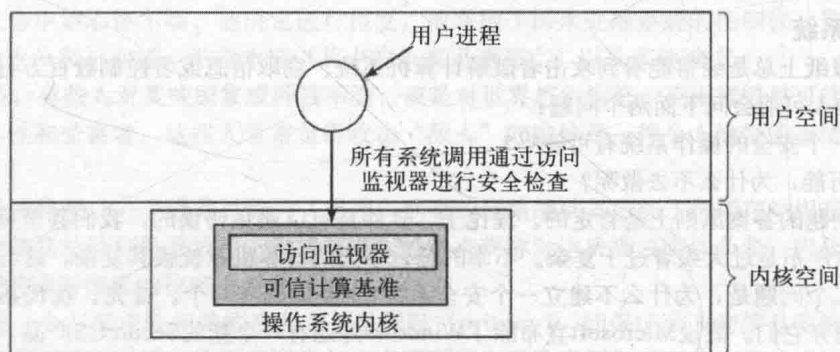 用户进程
用户空间
所有系统调用通过访问
监视器进行安全检查
访问监视器
可信计算基准
操作系统内核
内核空间